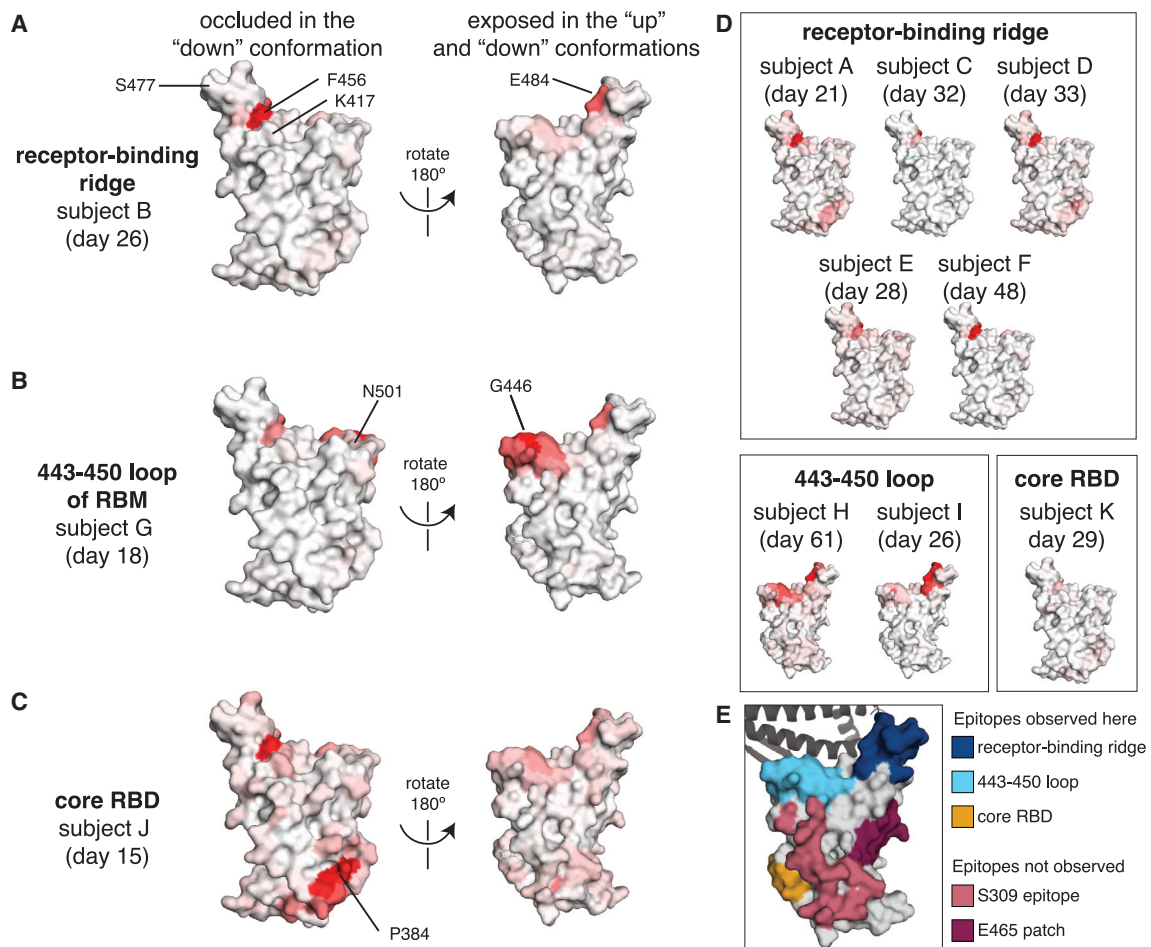 A
occluded in the
“down” conformation
exposed in the “up”
and “down” conformations
S477
F456
K417
E484
receptor-binding
ridge
subject B
(day 26)
rotate
180º
B
N501
G446
443-450 loop
of RBM
subject G
(day 18)
rotate
180º
C
core RBD
subject J
(day 15)
rotate
180º
P384
D
receptor-binding ridge
subject A
(day 21)
subject C
(day 32)
subject D
(day 33)
subject E
(day 28)
subject F
(day 48)
443-450 loop
subject H
(day 61)
subject I
(day 26)
core RBD
subject K
day 29)
E
Epitopes observed here
receptor-binding ridge
443-450 loop
core RBD
Epitopes not observed
S309 epitope
E465 patch